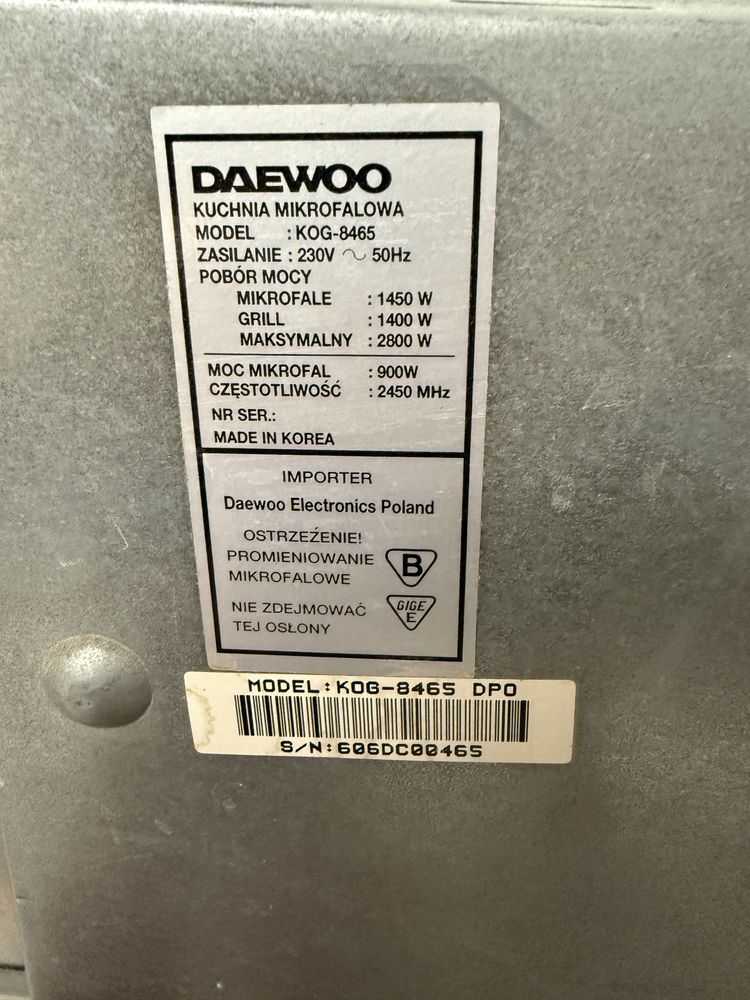 DAEWOO
KUCHNIA MIKROFALOWA
MODEL : KOG-8465
ZASILANIE : 230V ~ 50Hz
POBÓR MOCY
MIKROFALE : 1450 W
GRILL : 1400 W
MAKSYMALNY : 2800 W
MOC MIKROFAL : 900W
CZĘSTOTLIWOŚĆ : 2450 MHz
NR SER.:
MADE IN KOREA
IMPORTER
Daewoo Electronics Poland
OSTRZEŻENIE!
PROMIENIOWANIE
MIKROFALOWE
B
NIE ZDEJMOWAĆ
TEJ OSŁONY
GIGE
E
MODEL:KOG-8465 DPO
S/N:606DC00465